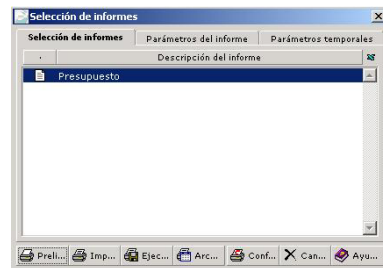 Selección de informes
Selección de informes Parámetros del informe Parámetros temporales
Descripción del informe
Presupuesto
Preli... Imp... Ejec... Arc... Conf... Can... Ayu...